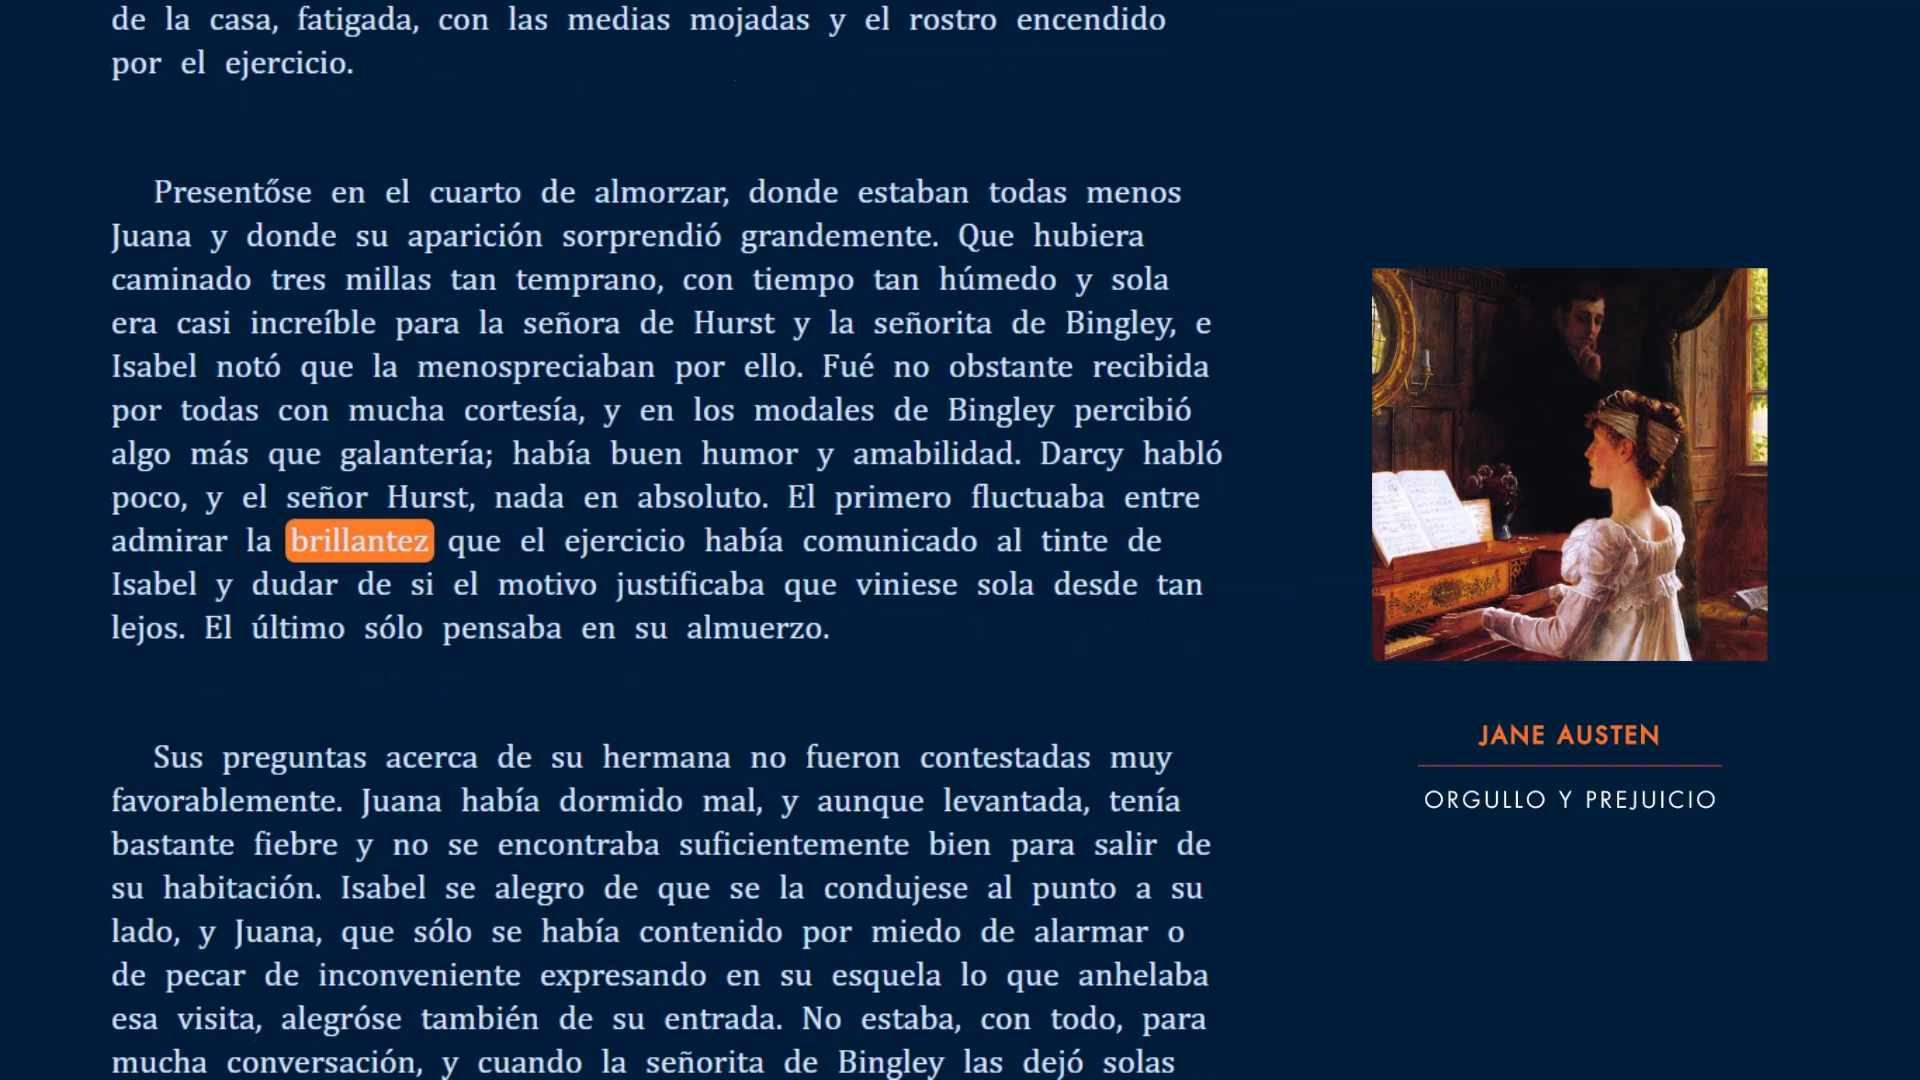 de la casa, fatigada, con las medias mojadas y el rostro encendido
por el ejercicio.
Presentőse en el cuarto de almorzar, donde estaban todas menos
Juana y donde su aparición sorprendió grandemente. Que hubiera
caminado tres millas tan temprano, con tiempo tan húmedo y sola
era casi increíble para la señora de Hurst y la señorita de Bingley, e
Isabel notó que la menospreciaban por ello. Fué no obstante recibida
por todas con mucha cortesía, y en los modales de Bingley percibió
algo más que galantería; había buen humor y amabilidad. Darcy habló
poco, y el señor Hurst, nada en absoluto. El primero fluctuaba entre
admirar la brillantez que el ejercicio había comunicado al tinte de
Isabel y dudar de si el motivo justificaba que viniese sola desde tan
lejos. El último sólo pensaba en su almuerzo.
Sus preguntas acerca de su hermana no fueron contestadas muy
favorablemente. Juana había dormido mal, y aunque levantada, tenía
bastante fiebre y no se encontraba suficientemente bien para salir de
su habitación. Isabel se alegro de que se la condujese al punto a su
lado, y Juana, que sólo se había contenido por miedo de alarmar o
de pecar de inconveniente expresando en su esquela lo que anhelaba
esa visita, alegróse también de su entrada. No estaba, con todo, para
mucha conversación, y cuando la señorita de Bingley las dejó solas
JANE AUSTEN
ORGULLO Y PREJUICIO